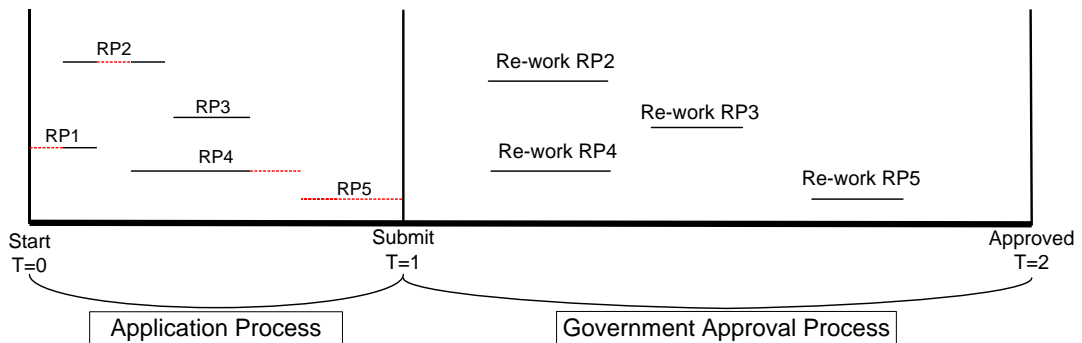 RP2
Re-work RP2
RP3
Re-work RP3
RP1
RP4
Re-work RP4
RP5
Re-work RP5
Start
T=0
Submit
T=1
Approved
T=2
Application Process
Government Approval Process